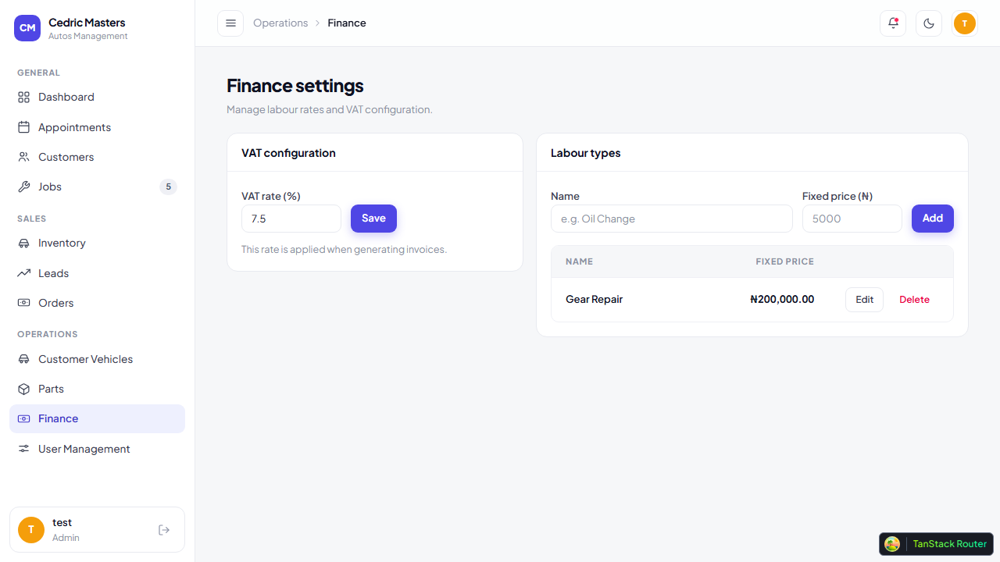 CM
Cedric Masters
Autos Management
GENERAL
Dashboard
Appointments
Customers
Jobs
5
SALES
Inventory
Leads
Orders
OPERATIONS
Customer Vehicles
Parts
Finance
User Management
T
test
Admin
Operations
Finance
T
Finance settings
Manage labour rates and VAT configuration.
VAT configuration
VAT rate (%)
7.5
Save
This rate is applied when generating invoices.
Labour types
Name
Fixed price (₦)
e.g. Oil Change
5000
Add
NAME
FIXED PRICE
Gear Repair
₦200,000.00
Edit
Delete
TanStack Router